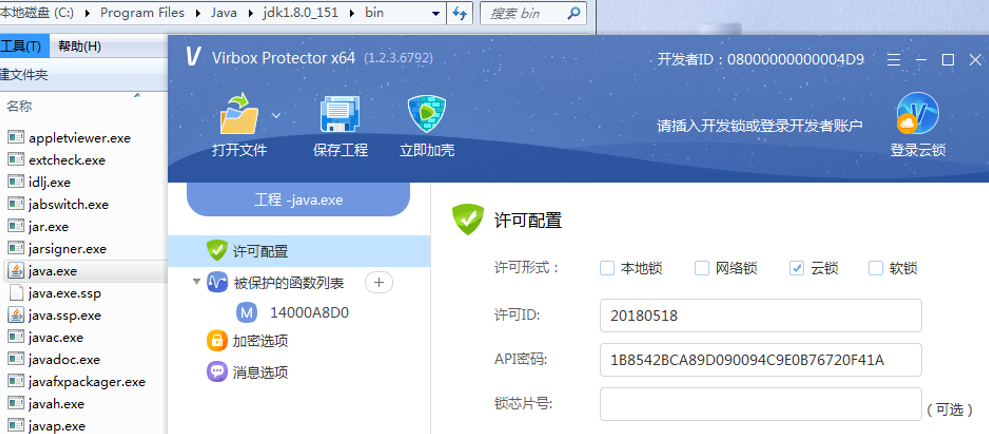 本地磁盘 (C:) ▸ Program Files ▸ Java ▸ jdk1.8.0_151 ▸ bin
搜索 bin
工具(T)
帮助(H)
建文件夹
名称
appletviewer.exe
extcheck.exe
idlj.exe
jabswitch.exe
jar.exe
jarsigner.exe
java.exe
java.exe.ssp
java.ssp.exe
javac.exe
javadoc.exe
javafxpackager.exe
javah.exe
javap.exe
Virbox Protector x64 (1.2.3.6792)
开发者ID：08000000000004D9
打开文件
保存工程
立即加壳
请插入开发锁或登录开发者账户
登录云锁
工程 -java.exe
许可配置
被保护的函数列表
M 14000A8D0
加密选项
消息选项
许可配置
许可形式： 本地锁 网络锁 云锁 软锁
许可ID: 20180518
API密码: 1B8542BCA89D090094C9E0B76720F41A
锁芯片号: (可选)